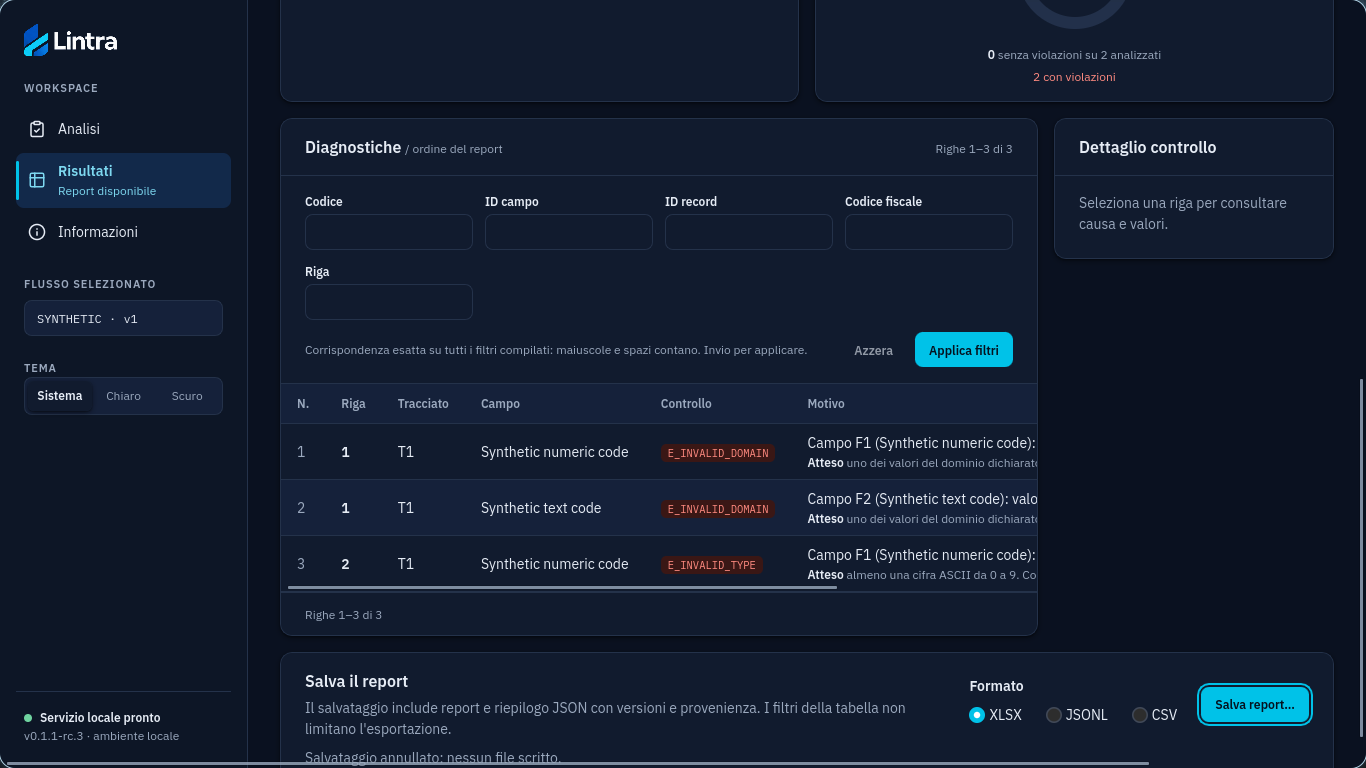 Lintra
WORKSPACE
Analisi
Risultati
Report disponibile
Informazioni
FLUSSO SELEZIONATO
SYNTHETIC · v1
TEMA
Sistema Chiaro Scuro
Servizio locale pronto
v0.1.1-rc.3 · ambiente locale
0 senza violazioni su 2 analizzati
2 con violazioni
Diagnostiche / ordine del report
Righe 1–3 di 3
Codice ID campo ID record Codice fiscale
Riga
Corrispondenza esatta su tutti i filtri compilati: maiuscole e spazi contano. Invio per applicare.
Azzera Applica filtri
N. Riga Tracciato Campo Controllo Motivo
1 1 T1 Synthetic numeric code E_INVALID_DOMAIN Campo F1 (Synthetic numeric code):
Atteso uno dei valori del dominio dichiarato
2 1 T1 Synthetic text code E_INVALID_DOMAIN Campo F2 (Synthetic text code): valo
Atteso uno dei valori del dominio dichiarato
3 2 T1 Synthetic numeric code E_INVALID_TYPE Campo F1 (Synthetic numeric code):
Atteso almeno una cifra ASCII da 0 a 9. Co
Righe 1–3 di 3
Dettaglio controllo
Seleziona una riga per consultare
causa e valori.
Salva il report
Il salvataggio include report e riepilogo JSON con versioni e provenienza. I filtri della tabella non
limitano l'esportazione.
Salvataggio annullato: nessun file scritto.
Formato
XLSX JSONL CSV
Salva report…